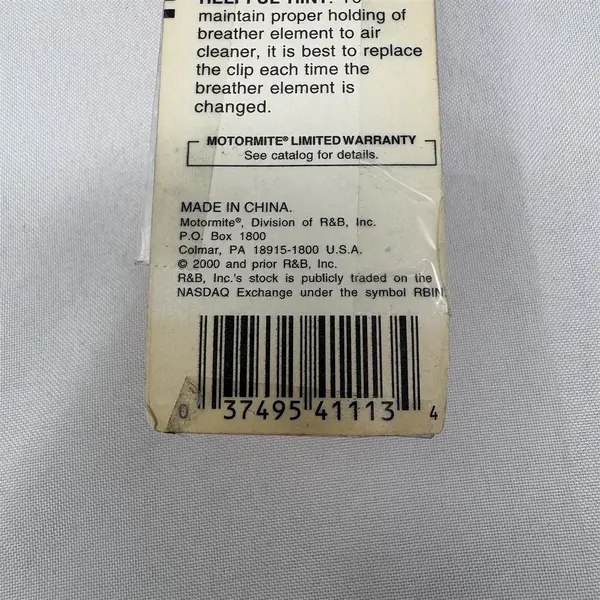 HELPFUL HINT: To
maintain proper holding of
breather element to air
cleaner, it is best to replace
the clip each time the
breather element is
changed.
MOTORMITE® LIMITED WARRANTY
See catalog for details.
MADE IN CHINA.
Motormite®, Division of R&B, Inc.
P.O. Box 1800
Colmar, PA 18915-1800 U.S.A.
© 2000 and prior R&B, Inc.
R&B, Inc.'s stock is publicly traded on the
NASDAQ Exchange under the symbol RBIN.
0 37495 41113 4